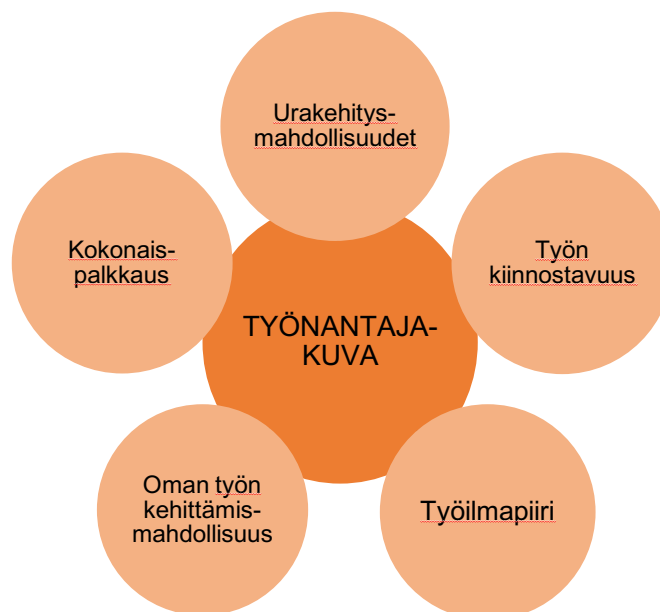 Urakehitys-
mahdollisuudet
Kokonais-
palkkaus
Työn
kiinnostavuus
TYÖNANTAJA-
KUVA
Oman työn
kehittämis-
mahdollisuus
Työilmapiiri